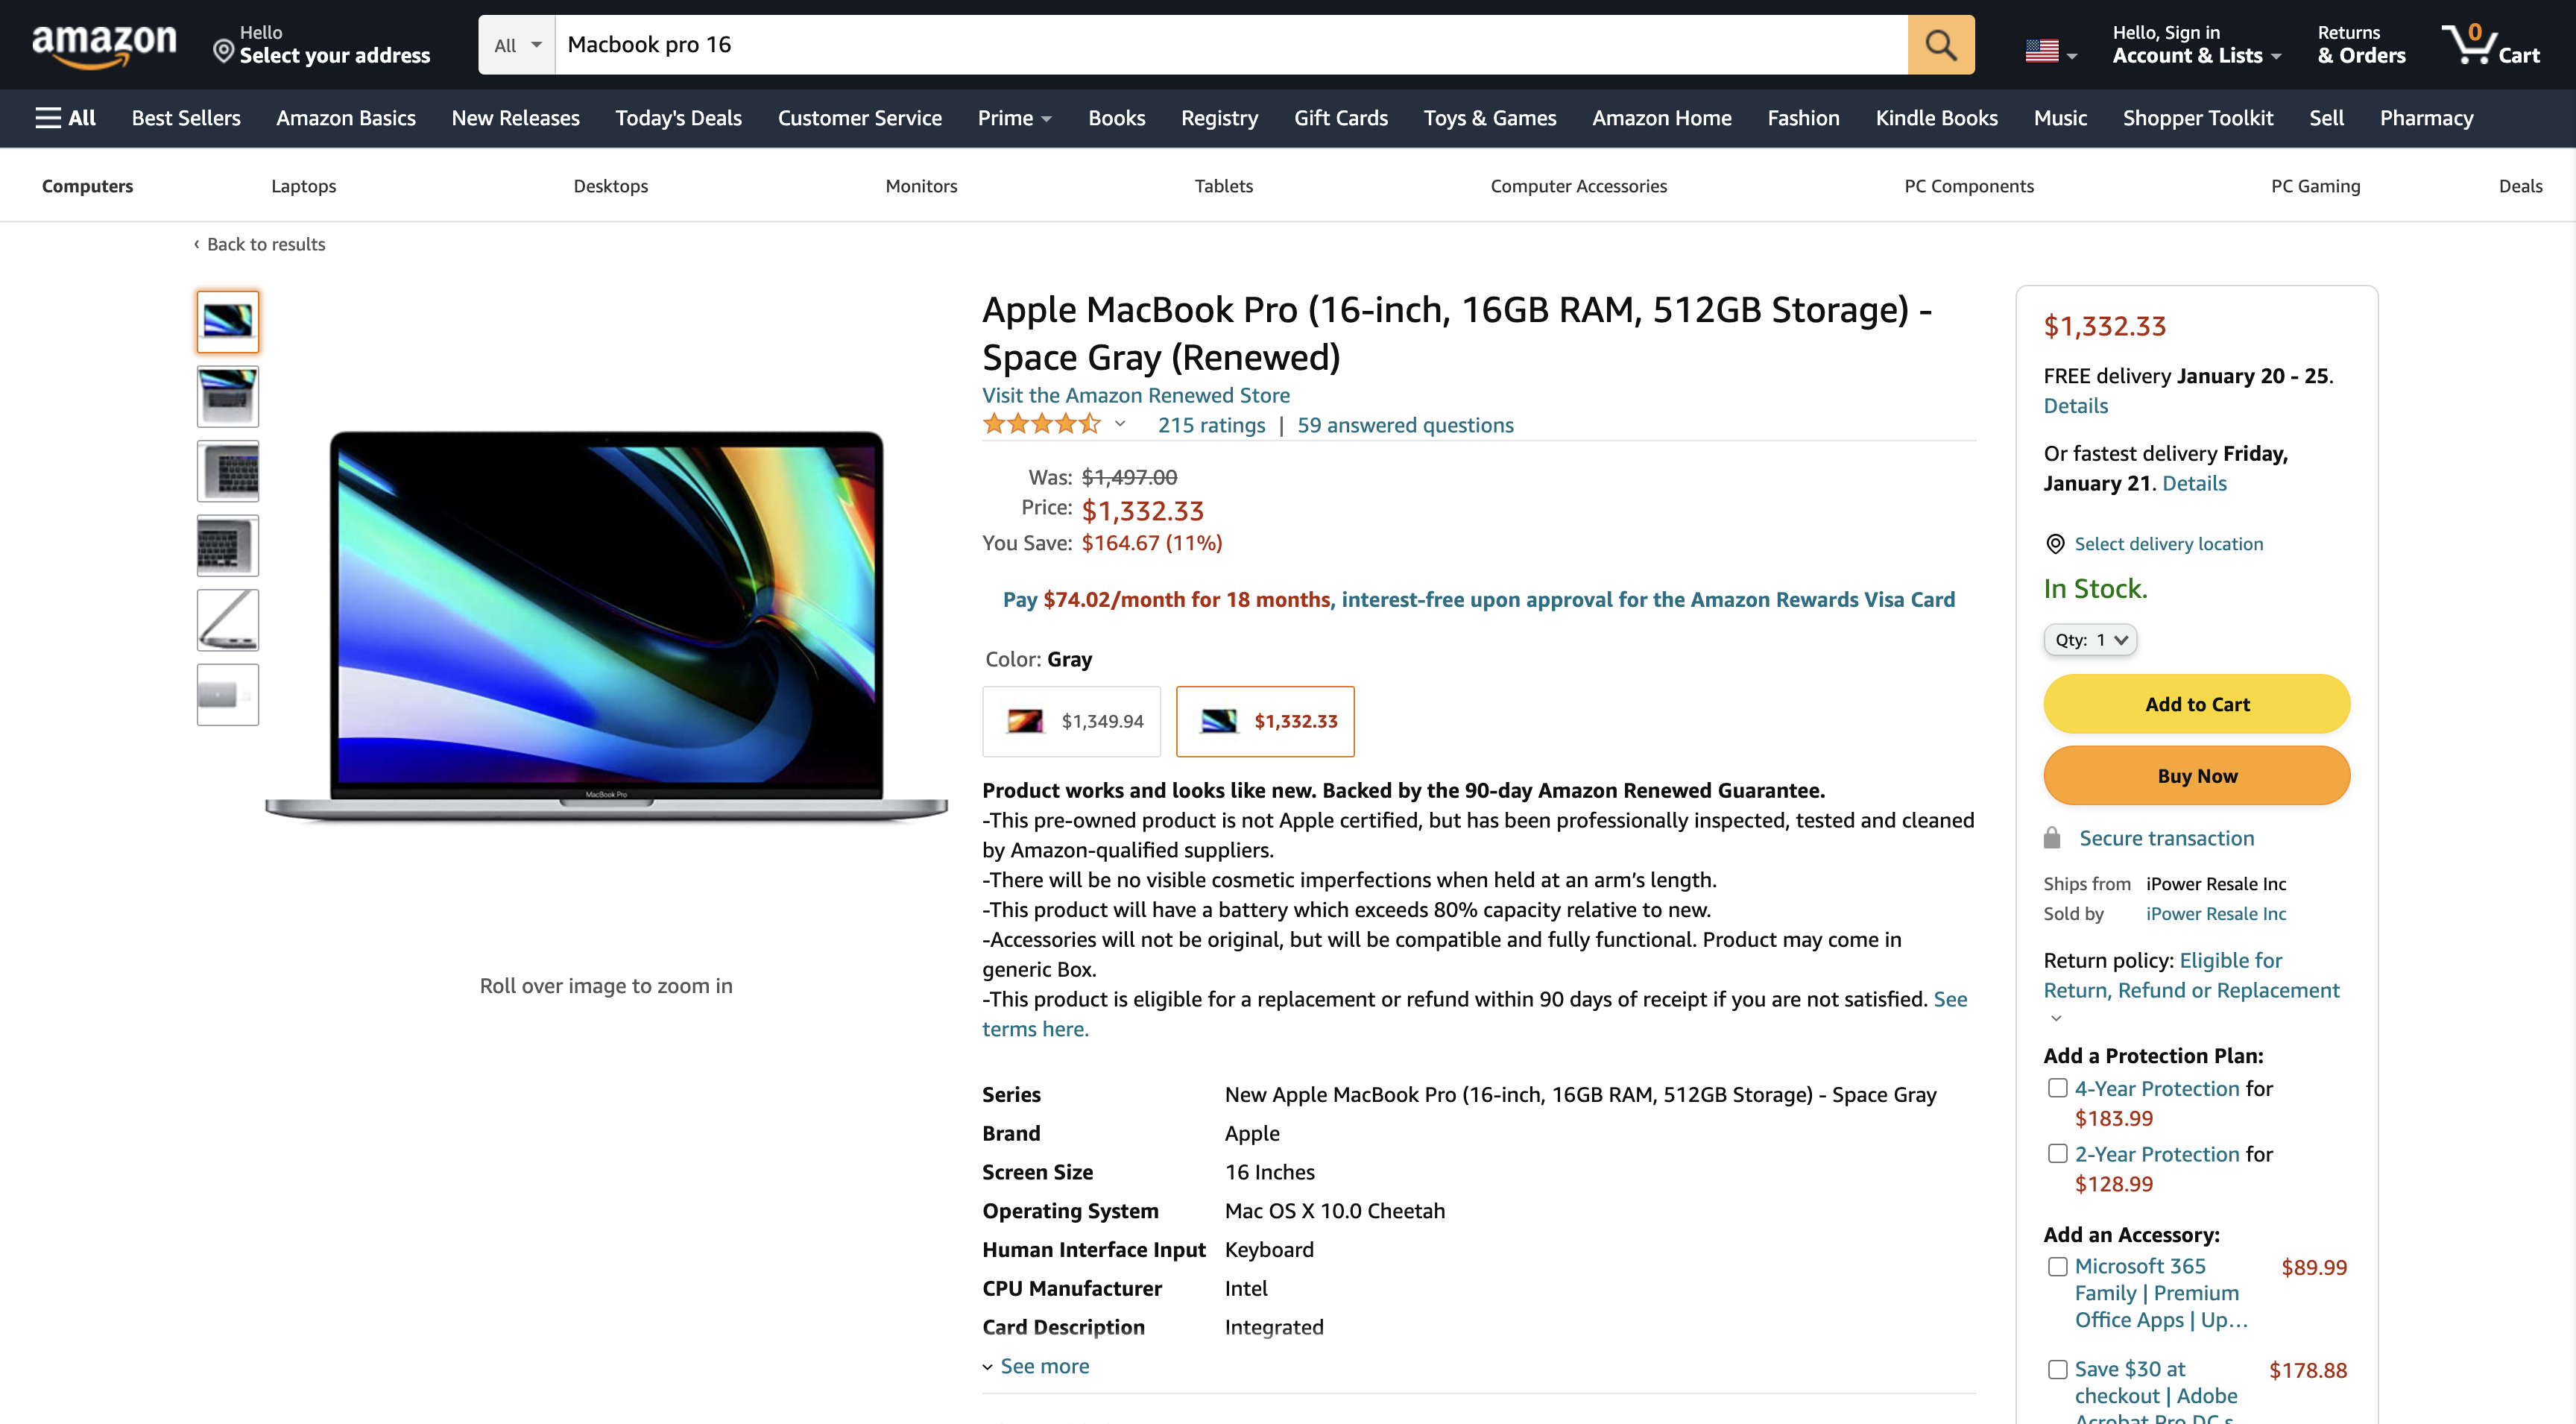 amazon
Hello
Select your address
All
Macbook pro 16
Hello, Sign in
Account & Lists
Returns
& Orders
0
Cart
All
Best Sellers
Amazon Basics
New Releases
Today's Deals
Customer Service
Prime
Books
Registry
Gift Cards
Toys & Games
Amazon Home
Fashion
Kindle Books
Music
Shopper Toolkit
Sell
Pharmacy
Computers
Laptops
Desktops
Monitors
Tablets
Computer Accessories
PC Components
PC Gaming
Deals
‹ Back to results
MacBook Pro
Roll over image to zoom in
Apple MacBook Pro (16-inch, 16GB RAM, 512GB Storage) -
Space Gray (Renewed)
Visit the Amazon Renewed Store
215 ratings | 59 answered questions
Was: $1,497.00
Price: $1,332.33
You Save: $164.67 (11%)
Pay $74.02/month for 18 months, interest-free upon approval for the Amazon Rewards Visa Card
Color: Gray
$1,349.94
$1,332.33
Product works and looks like new. Backed by the 90-day Amazon Renewed Guarantee.
-This pre-owned product is not Apple certified, but has been professionally inspected, tested and cleaned
by Amazon-qualified suppliers.
-There will be no visible cosmetic imperfections when held at an arm’s length.
-This product will have a battery which exceeds 80% capacity relative to new.
-Accessories will not be original, but will be compatible and fully functional. Product may come in
generic Box.
-This product is eligible for a replacement or refund within 90 days of receipt if you are not satisfied. See
terms here.
Series New Apple MacBook Pro (16-inch, 16GB RAM, 512GB Storage) - Space Gray
Brand Apple
Screen Size 16 Inches
Operating System Mac OS X 10.0 Cheetah
Human Interface Input Keyboard
CPU Manufacturer Intel
Card Description Integrated
See more
$1,332.33
FREE delivery January 20 - 25.
Details
Or fastest delivery Friday,
January 21. Details
Select delivery location
In Stock.
Qty: 1
Add to Cart
Buy Now
Secure transaction
Ships from iPower Resale Inc
Sold by iPower Resale Inc
Return policy: Eligible for
Return, Refund or Replacement
Add a Protection Plan:
4-Year Protection for
$183.99
2-Year Protection for
$128.99
Add an Accessory:
Microsoft 365 $89.99
Family | Premium
Office Apps | Up…
Save $30 at $178.88
checkout | Adobe
Acrobat Pro DC s